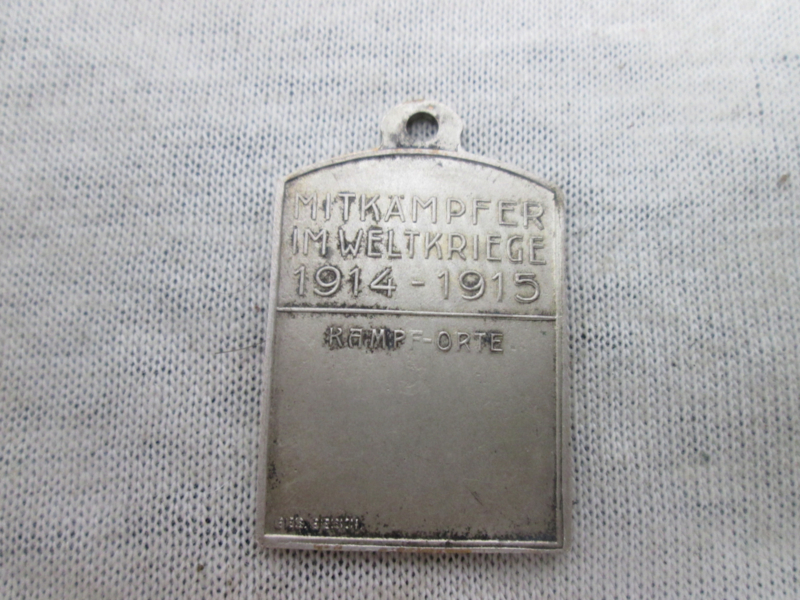 MITKÄMPFER
IM WELTKRIEGE
1914 - 1915
KAMPF-ORTE